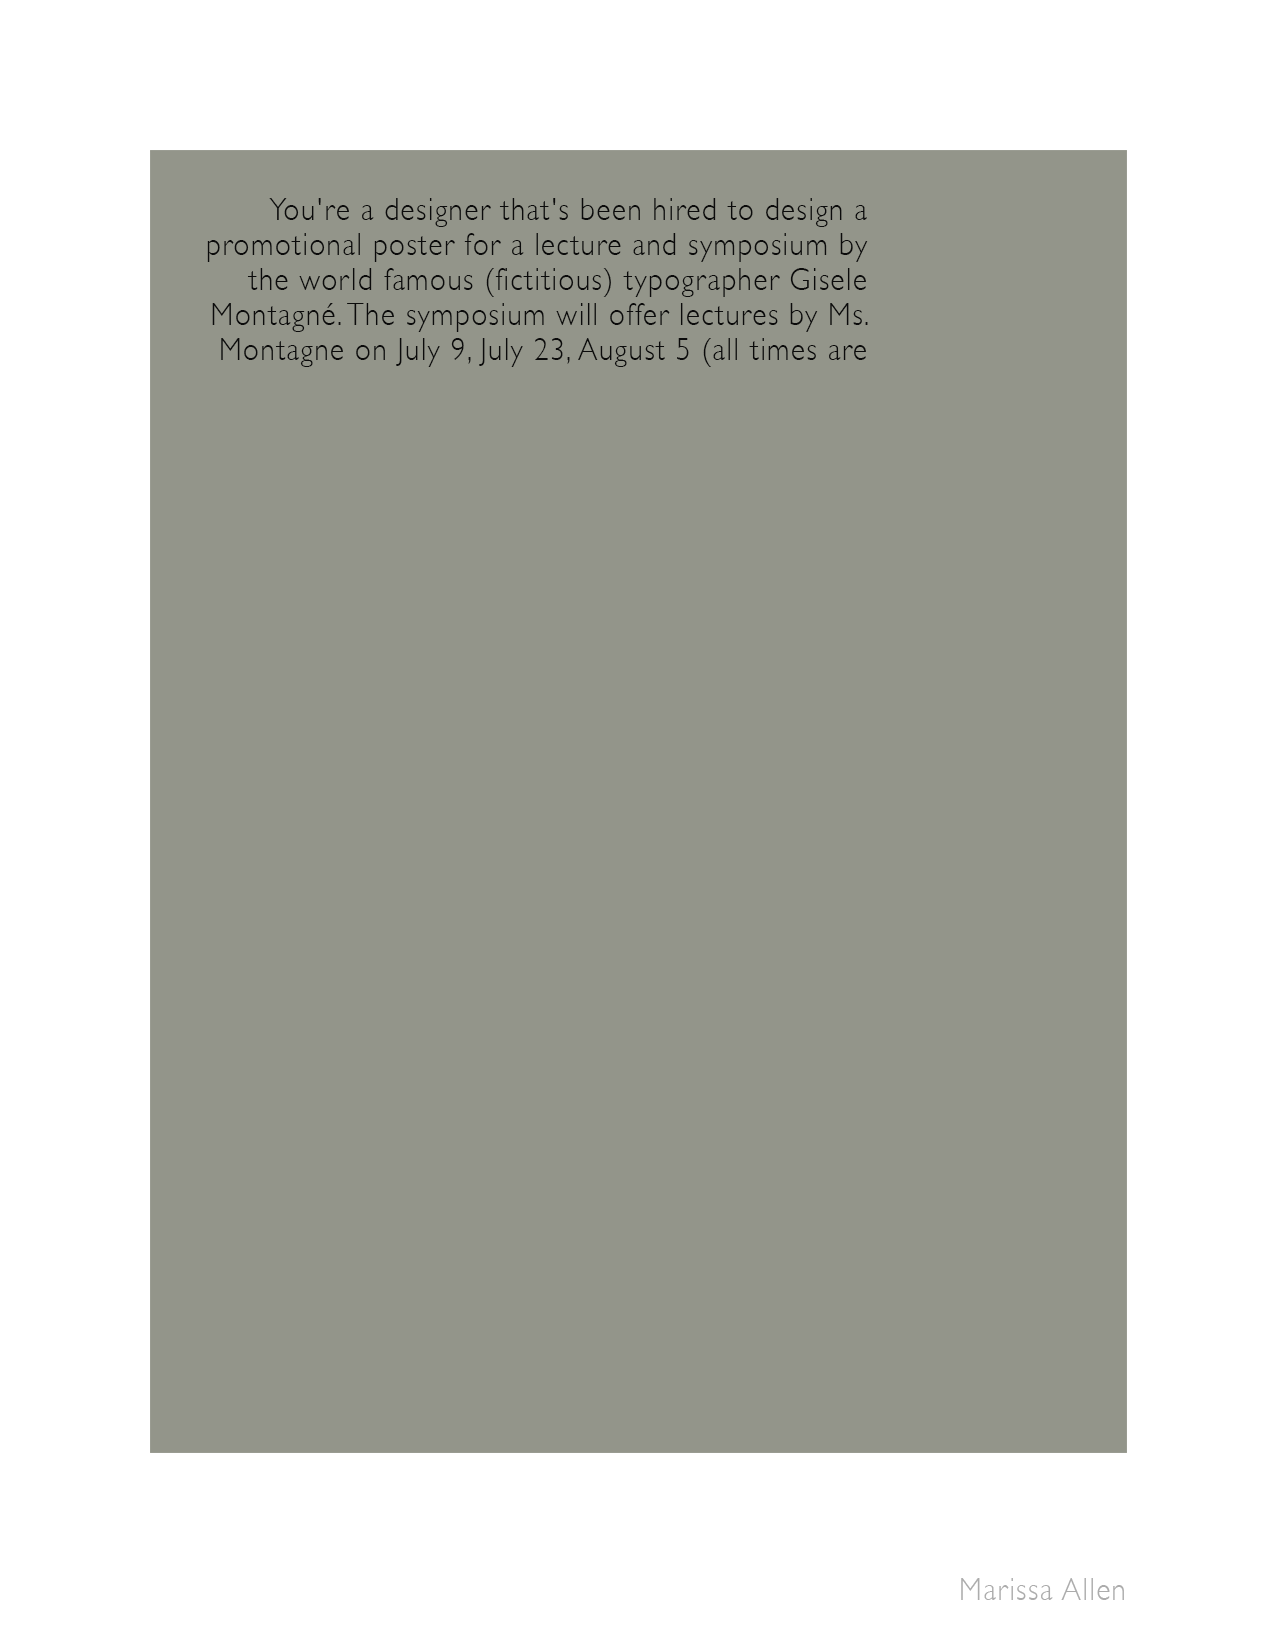 You're a designer that's been hired to design a
promotional poster for a lecture and symposium by
the world famous (fictitious) typographer Gisele
Montagné. The symposium will offer lectures by Ms.
Montagne on July 9, July 23, August 5 (all times are
Marissa Allen